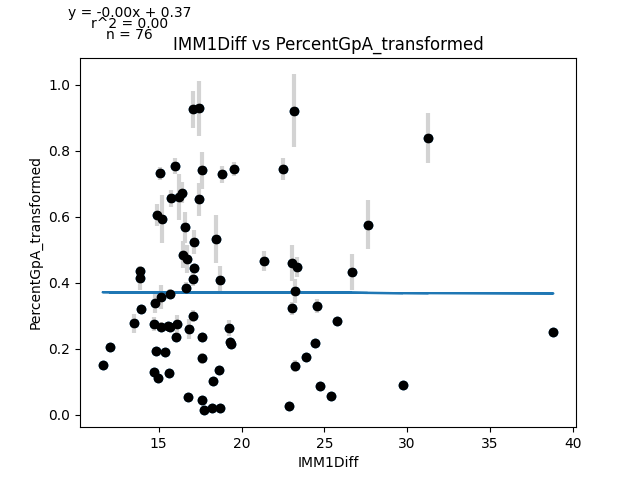 y = -0.00x + 0.37
r^2 = 0.00
n = 76
IMM1Diff vs PercentGpA_transformed
PercentGpA_transformed
1.0
0.8
0.6
0.4
0.2
0.0
15
20
25
30
35
40
IMM1Diff